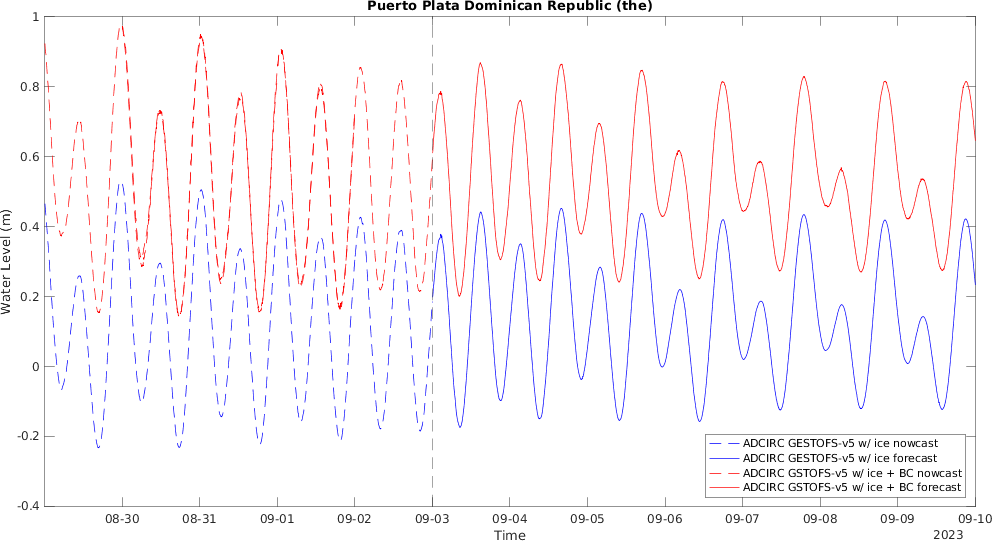 Puerto Plata Dominican Republic (the)
1
0.8
0.6
0.4
0.2
0
-0.2
-0.4
Water Level (m)
ADCIRC GESTOFS-v5 w/ ice nowcast
ADCIRC GESTOFS-v5 w/ ice forecast
ADCIRC GSTOFS-v5 w/ ice + BC nowcast
ADCIRC GSTOFS-v5 w/ ice + BC forecast
08-30 08-31 09-01 09-02 09-03 09-04 09-05 09-06 09-07 09-08 09-09 09-10
Time
2023